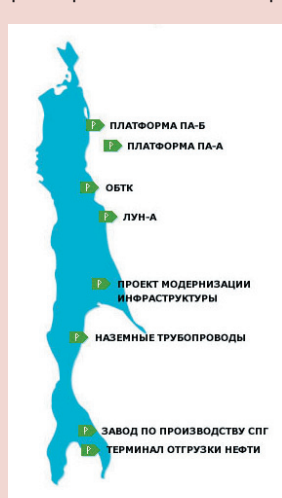 P ПЛАТФОРМА ПА-Б
P ПЛАТФОРМА ПА-А
P ОБТК
P ЛУН-А
P ПРОЕКТ МОДЕРНИЗАЦИИ
ИНФРАСТРУКТУРЫ
P НАЗЕМНЫЕ ТРУБОПРОВОДЫ
P ЗАВОД ПО ПРОИЗВОДСТВУ СПГ
P ТЕРМИНАЛ ОТГРУЗКИ НЕФТИ